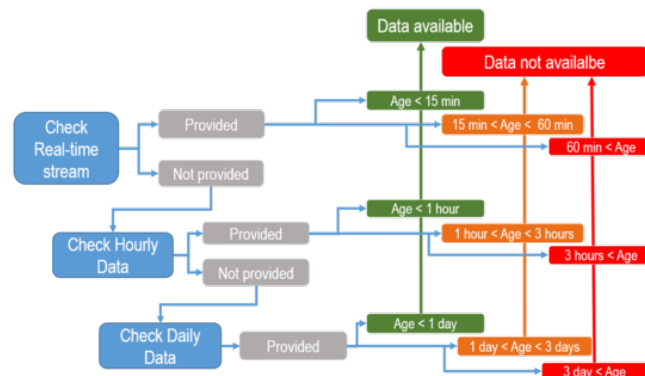 Data available
Data not availalbe
Age < 15 min
Check
Real-time
stream
Provided
15 min < Age < 60 min
60 min < Age
Not provided
Age < 1 hour
Check Hourly
Data
Provided
1 hour < Age < 3 hours
3 hours < Age
Not provided
Age < 1 day
Check Daily
Data
Provided
1 day < Age < 3 days
3 day < Age